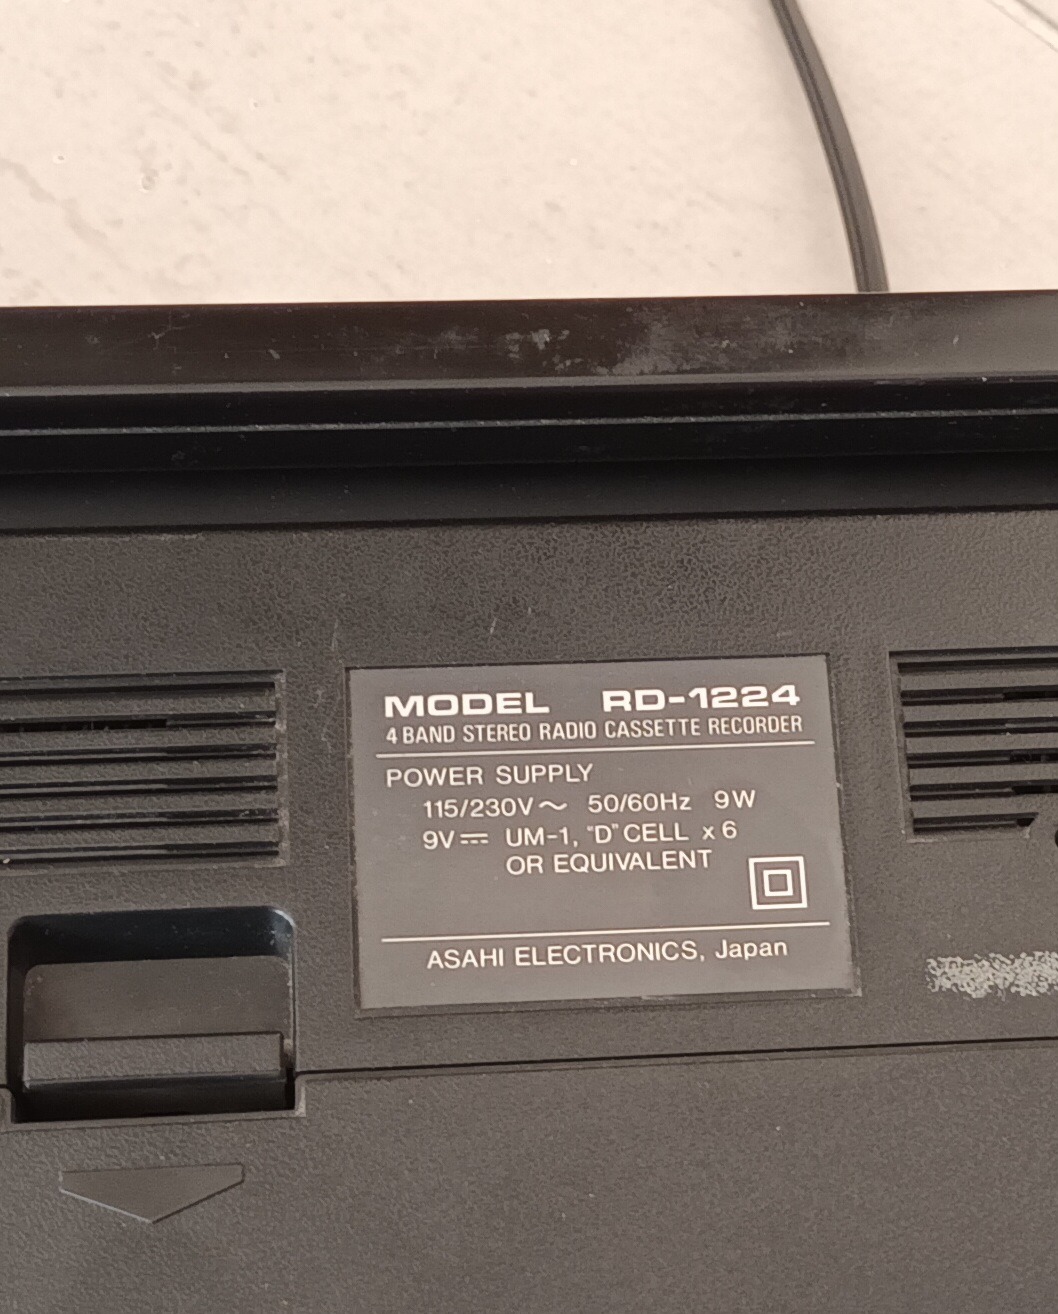 MODEL RD-1224
4 BAND STEREO RADIO CASSETTE RECORDER
POWER SUPPLY
115/230V～ 50/60Hz 9W
9V⎓ UM-1, "D" CELL x 6
OR EQUIVALENT
ASAHI ELECTRONICS, Japan